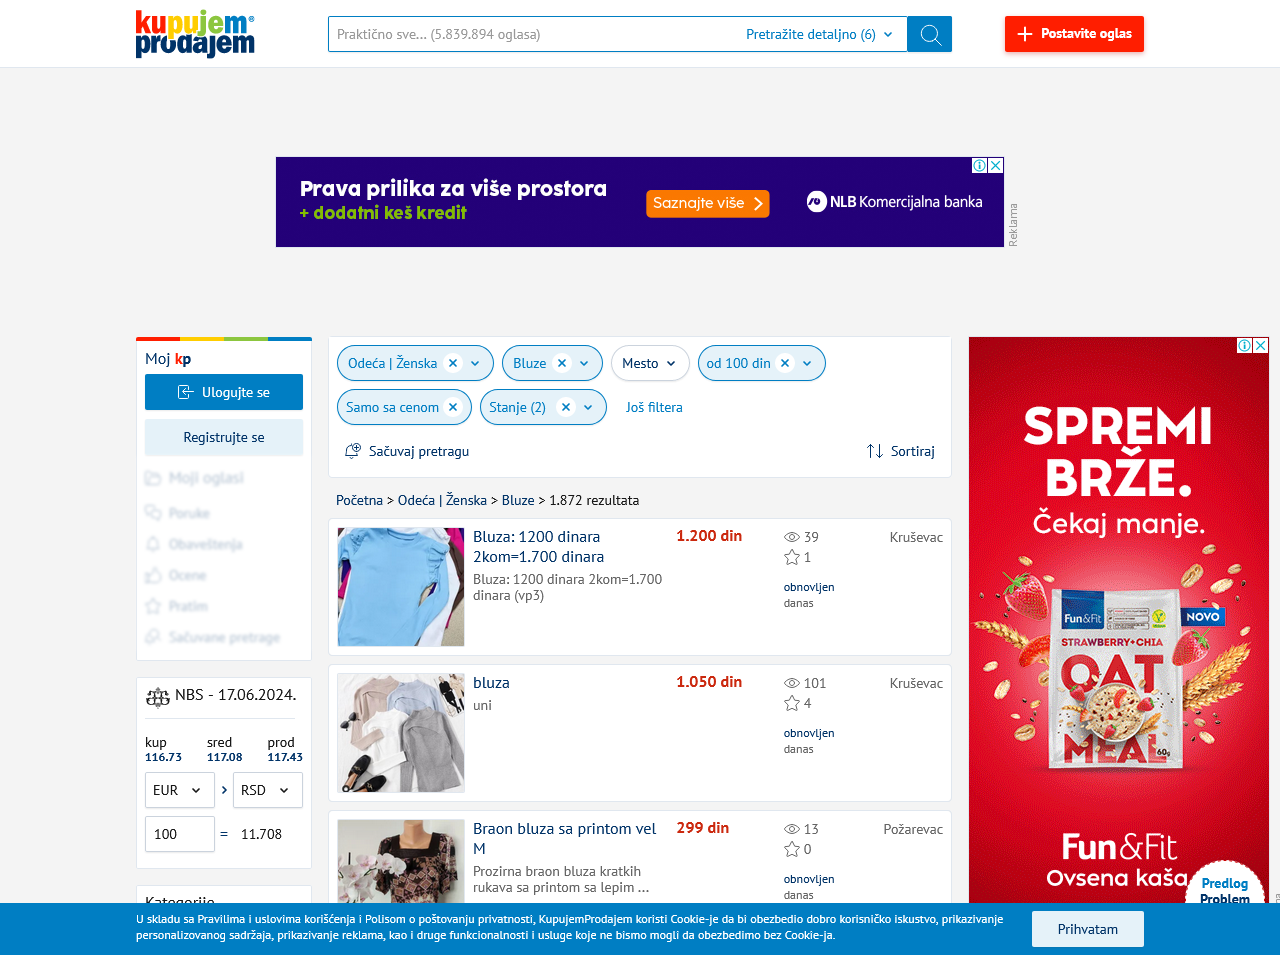 kupujem®
prodajem
Praktično sve... (5.839.894 oglasa)
Pretražite detaljno (6)
Postavite oglas
Prava prilika za više prostora
+ dodatni keš kredit
Saznajte više
NLB Komercijalna banka
Reklama
Moj kp
Ulogujte se
Registrujte se
Moji oglasi
Poruke
Obaveštenja
Ocene
Pratim
Sačuvane pretrage
NBS - 17.06.2024.
kup sred prod
116.73 117.08 117.43
EUR RSD
100 = 11.708
Kategorije
Odeća | Ženska
Bluze
Mesto
od 100 din
Samo sa cenom
Stanje (2)
Još filtera
Sačuvaj pretragu
Sortiraj
Početna > Odeća | Ženska > Bluze > 1.872 rezultata
Bluza: 1200 dinara
2kom=1.700 dinara
Bluza: 1200 dinara 2kom=1.700
dinara (vp3)
1.200 din
39
1
obnovljen
danas
Kruševac
bluza
uni
1.050 din
101
4
obnovljen
danas
Kruševac
Braon bluza sa printom vel
M
Prozirna braon bluza kratkih
rukava sa printom sa lepim ...
299 din
13
0
obnovljen
danas
Požarevac
SPREMI
BRŽE.
Čekaj manje.
Fun&Fit
NOVO
STRAWBERRY+CHIA
OAT
MEAL
60g
Fun&Fit
Ovsena kaša
Predlog
Problem
U skladu sa Pravilima i uslovima korišćenja i Polisom o poštovanju privatnosti, KupujemProdajem koristi Cookie-je da bi obezbedio dobro korisničko iskustvo, prikazivanje
personalizovanog sadržaja, prikazivanje reklama, kao i druge funkcionalnosti i usluge koje ne bismo mogli da obezbedimo bez Cookie-ja.
Prihvatam